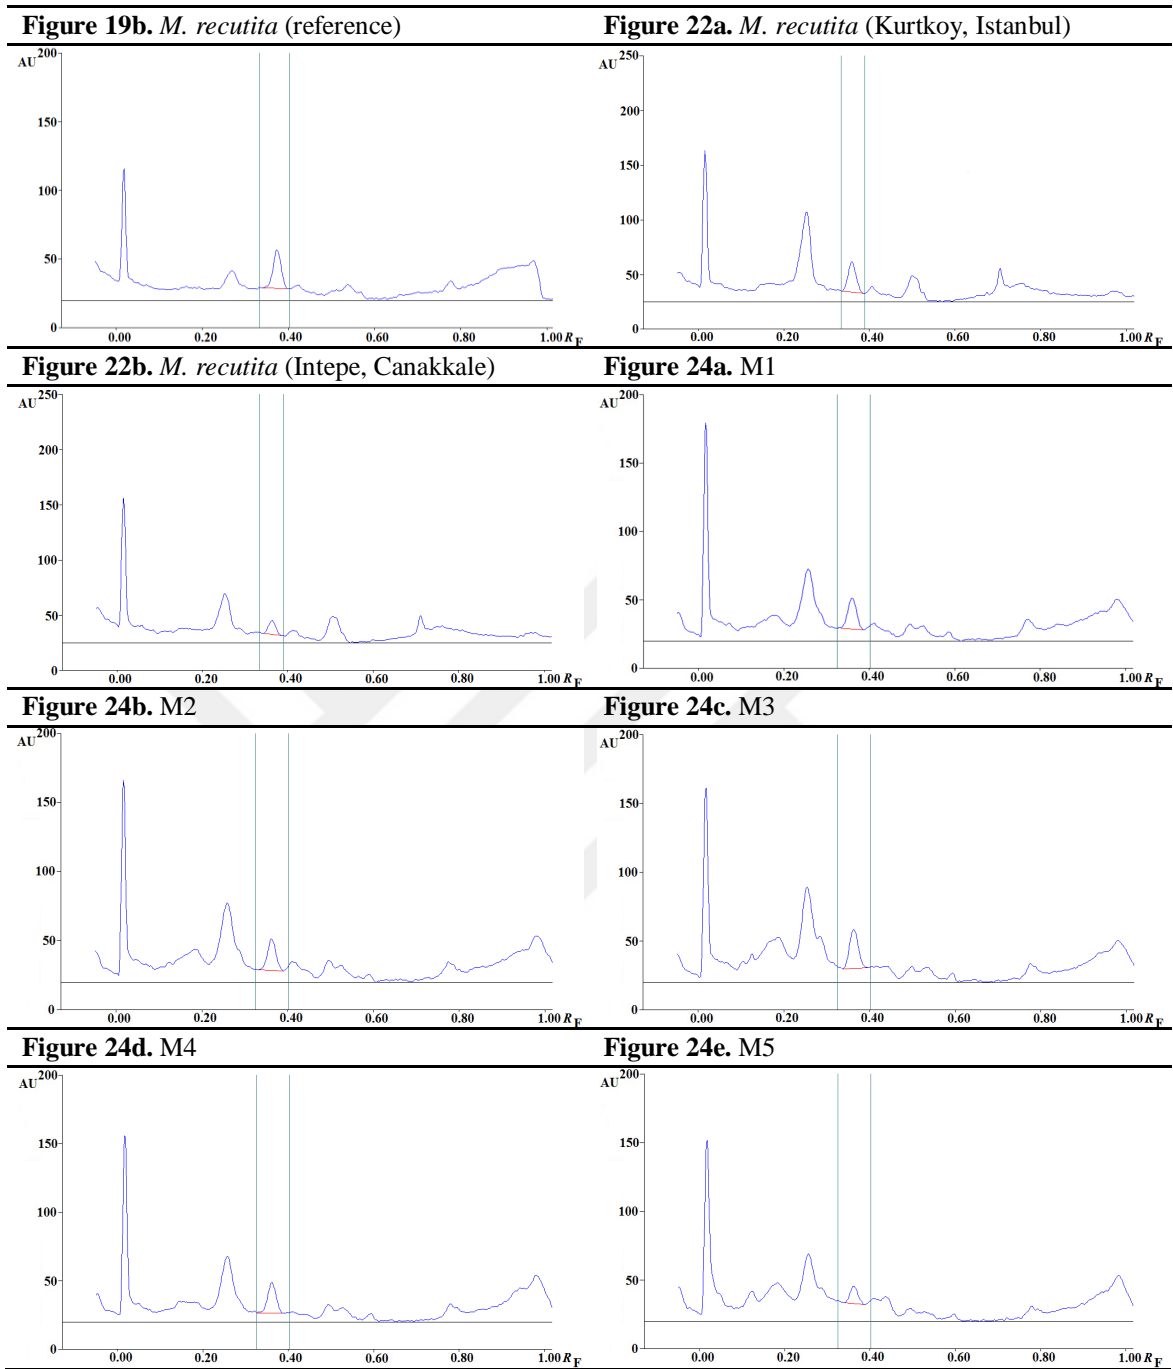 Figure 19b. M. recutita (reference)
AU
200
150
100
50
0
0.00 0.20 0.40 0.60 0.80 1.00 RF
Figure 22a. M. recutita (Kurtkoy, Istanbul)
AU
250
200
150
100
50
0
0.00 0.20 0.40 0.60 0.80 1.00 RF
Figure 22b. M. recutita (Intepe, Canakkale)
AU
250
200
150
100
50
0
0.00 0.20 0.40 0.60 0.80 1.00 RF
Figure 24a. M1
AU
200
150
100
50
0
0.00 0.20 0.40 0.60 0.80 1.00 RF
Figure 24b. M2
AU
200
150
100
50
0
0.00 0.20 0.40 0.60 0.80 1.00 RF
Figure 24c. M3
AU
200
150
100
50
0
0.00 0.20 0.40 0.60 0.80 1.00 RF
Figure 24d. M4
AU
200
150
100
50
0
0.00 0.20 0.40 0.60 0.80 1.00 RF
Figure 24e. M5
AU
200
150
100
50
0
0.00 0.20 0.40 0.60 0.80 1.00 RF